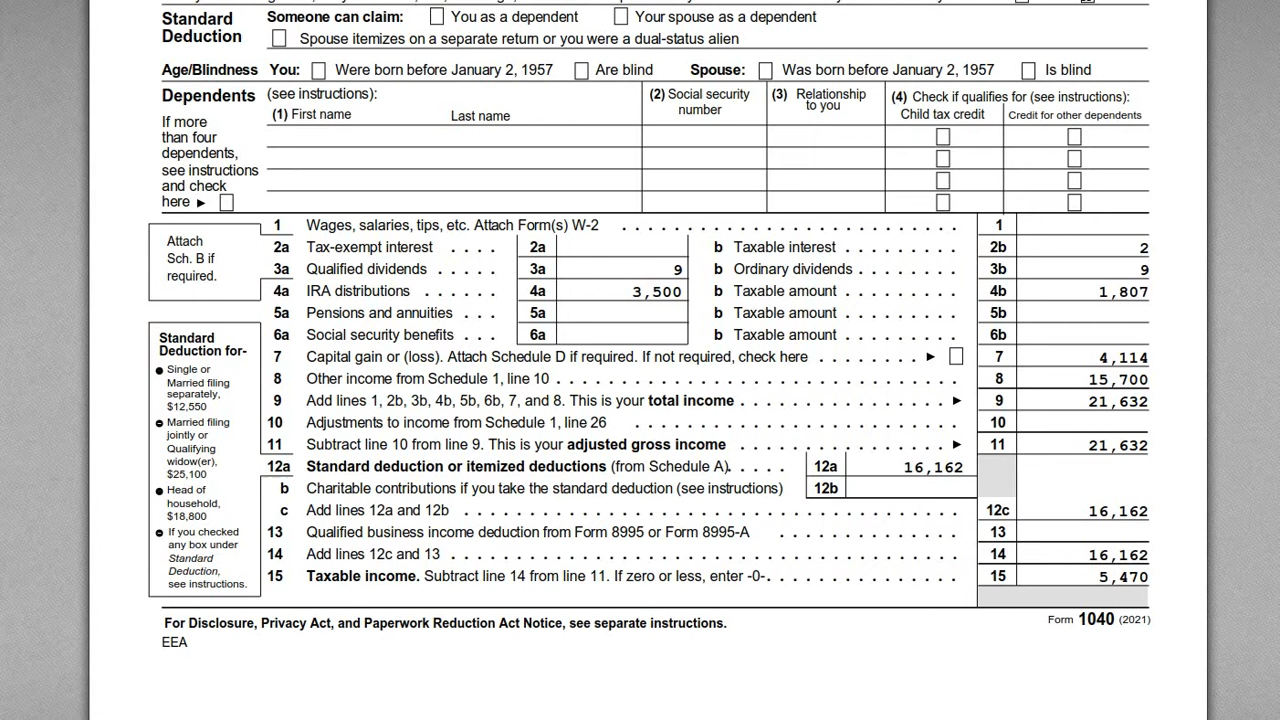 Standard Deduction
Someone can claim: You as a dependent Your spouse as a dependent
Spouse itemizes on a separate return or you were a dual-status alien
Age/Blindness You: Were born before January 2, 1957 Are blind Spouse: Was born before January 2, 1957 Is blind
Dependents (see instructions):
(1) First name Last name
(2) Social security number
(3) Relationship to you
(4) Check if qualifies for (see instructions):
Child tax credit Credit for other dependents
If more
than four
dependents,
see instructions
and check
here ►
Attach
Sch. B if
required.
1 Wages, salaries, tips, etc. Attach Form(s) W-2 . . . . . . . . . . . . . . . . . . . . . . . . . . 1
2a Tax-exempt interest . . . . 2a b Taxable interest . . . . . . . 2b 2
3a Qualified dividends . . . . . 3a 9 b Ordinary dividends . . . . . . . 3b 9
4a IRA distributions . . . . . . 4a 3,500 b Taxable amount . . . . . . . 4b 1,807
5a Pensions and annuities . . . 5a b Taxable amount . . . . . . . 5b
6a Social security benefits . . . 6a b Taxable amount . . . . . . . 6b
7 Capital gain or (loss). Attach Schedule D if required. If not required, check here . . . . . . . ► 7 4,114
8 Other income from Schedule 1, line 10 . . . . . . . . . . . . . . . . . . . . . . . . . . . . . 8 15,700
9 Add lines 1, 2b, 3b, 4b, 5b, 6b, 7, and 8. This is your total income . . . . . . . . . . . . . ► 9 21,632
10 Adjustments to income from Schedule 1, line 26 . . . . . . . . . . . . . . . . . . . . . . . . 10
11 Subtract line 10 from line 9. This is your adjusted gross income . . . . . . . . . . . . . ► 11 21,632
12a Standard deduction or itemized deductions (from Schedule A). . . . . 12a 16,162
b Charitable contributions if you take the standard deduction (see instructions) 12b
c Add lines 12a and 12b . . . . . . . . . . . . . . . . . . . . . . . . . . . . . . . . . . . 12c 16,162
13 Qualified business income deduction from Form 8995 or Form 8995-A . . . . . . . . . . . . . 13
14 Add lines 12c and 13 . . . . . . . . . . . . . . . . . . . . . . . . . . . . . . . . . . . . 14 16,162
15 Taxable income. Subtract line 14 from line 11. If zero or less, enter -0-. . . . . . . . . . . . . . 15 5,470
Standard
Deduction for-
● Single or
Married filing
separately,
$12,550
● Married filing
jointly or
Qualifying
widow(er),
$25,100
● Head of
household,
$18,800
● If you checked
any box under
Standard
Deduction,
see instructions.
For Disclosure, Privacy Act, and Paperwork Reduction Act Notice, see separate instructions.
Form 1040 (2021)
EEA